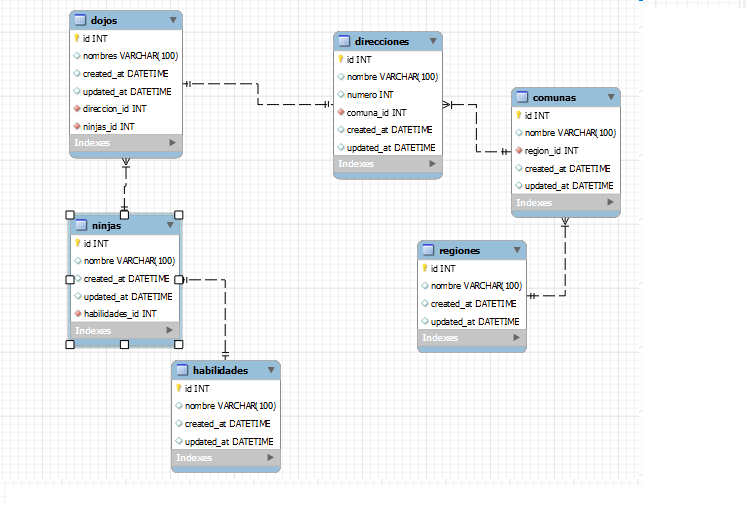 dojos
id INT
nombres VARCHAR(100)
created_at DATETIME
updated_at DATETIME
direccion_id INT
ninjas_id INT
Indexes
direcciones
id INT
nombre VARCHAR(100)
numero INT
comuna_id INT
created_at DATETIME
updated_at DATETIME
Indexes
comunas
id INT
nombre VARCHAR(100)
region_id INT
created_at DATETIME
updated_at DATETIME
Indexes
ninjas
id INT
nombre VARCHAR(100)
created_at DATETIME
updated_at DATETIME
habilidades_id INT
Indexes
regiones
id INT
nombre VARCHAR(100)
created_at DATETIME
updated_at DATETIME
Indexes
habilidades
id INT
nombre VARCHAR(100)
created_at DATETIME
updated_at DATETIME
Indexes